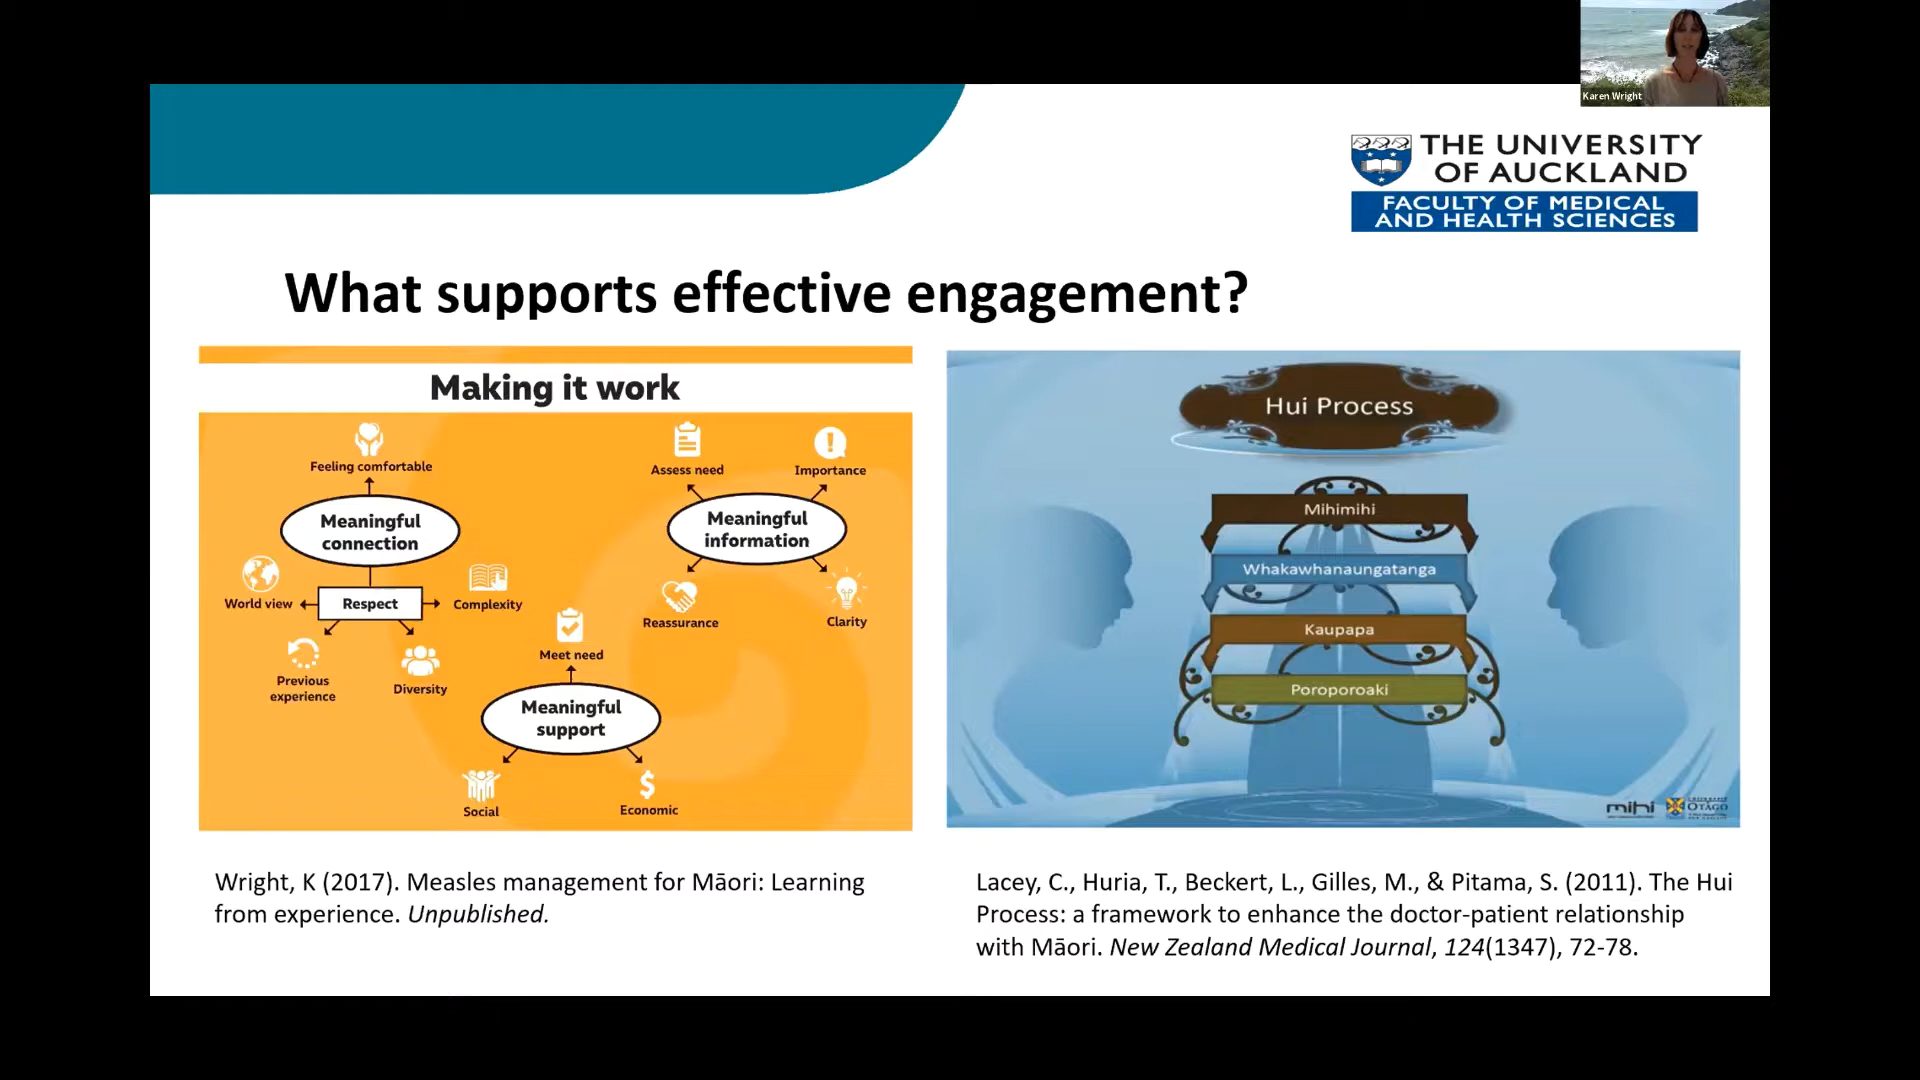 Karen Wright
THE UNIVERSITY
OF AUCKLAND
FACULTY OF MEDICAL
AND HEALTH SCIENCES
What supports effective engagement?
Making it work
Feeling comfortable
Meaningful
connection
World view
Respect
Complexity
Previous
experience
Diversity
Assess need
Importance
Meaningful
information
Reassurance
Clarity
Meet need
Meaningful
support
Social
Economic
Hui Process
Mihimihi
Whakawhanaungatanga
Kaupapa
Poroporoaki
mihi
OTAGO
Wright, K (2017). Measles management for Māori: Learning
from experience. Unpublished.
Lacey, C., Huria, T., Beckert, L., Gilles, M., & Pitama, S. (2011). The Hui
Process: a framework to enhance the doctor-patient relationship
with Māori. New Zealand Medical Journal, 124(1347), 72-78.